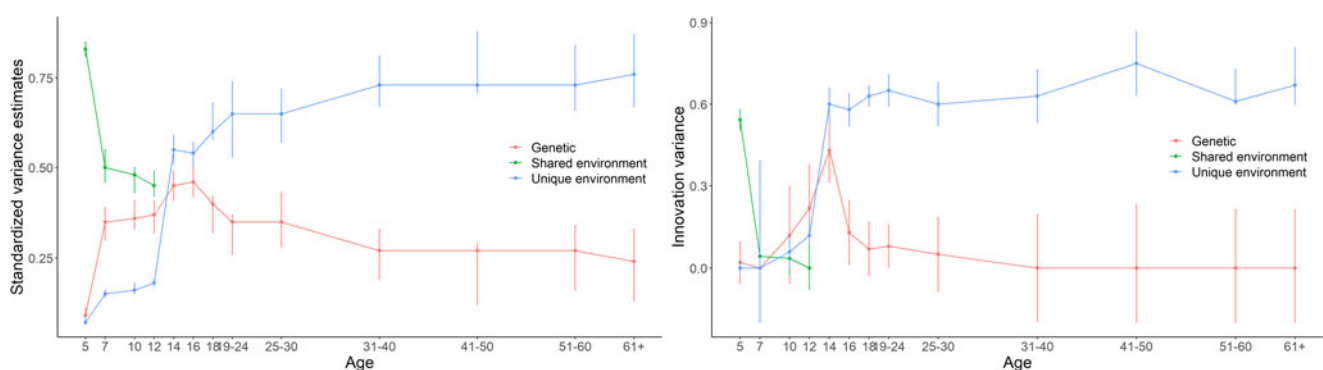 Standardized variance estimates
0.75
0.50
0.25
Genetic
Shared environment
Unique environment
5 7 10 12 14 16 18 19-24 25-30 31-40 41-50 51-60 61+
Age
Innovation variance
0.9
0.6
0.3
0.0
Genetic
Shared environment
Unique environment
5 7 10 12 14 16 18 19-24 25-30 31-40 41-50 51-60 61+
Age